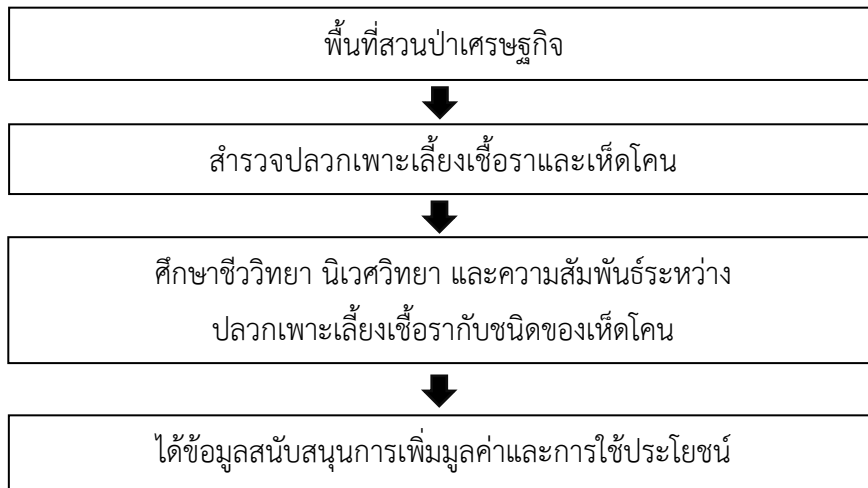 พื้นที่สวนป่าเศรษฐกิจ
สำรวจปลวกเพาะเลี้ยงเชื้อราและเห็ดโคน
ศึกษาชีววิทยา นิเวศวิทยา และความสัมพันธ์ระหว่าง
ปลวกเพาะเลี้ยงเชื้อรากับชนิดของเห็ดโคน
ได้ข้อมูลสนับสนุนการเพิ่มมูลค่าและการใช้ประโยชน์